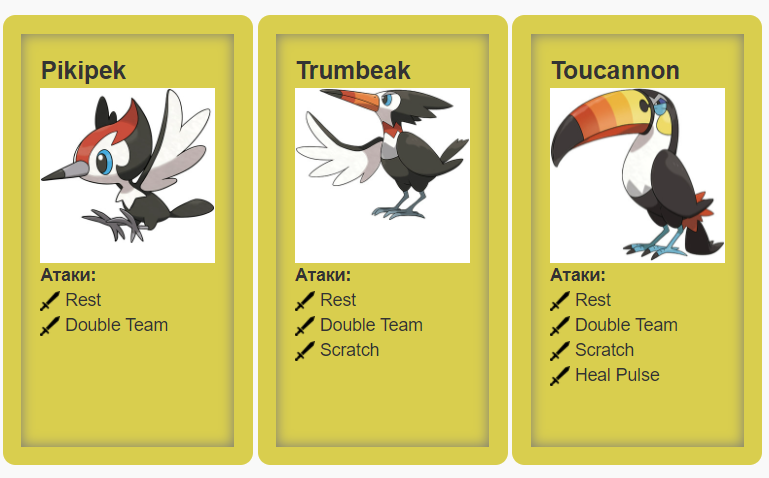 Pikipek
Атаки:
Rest
Double Team
Trumbeak
Атаки:
Rest
Double Team
Scratch
Toucannon
Атаки:
Rest
Double Team
Scratch
Heal Pulse